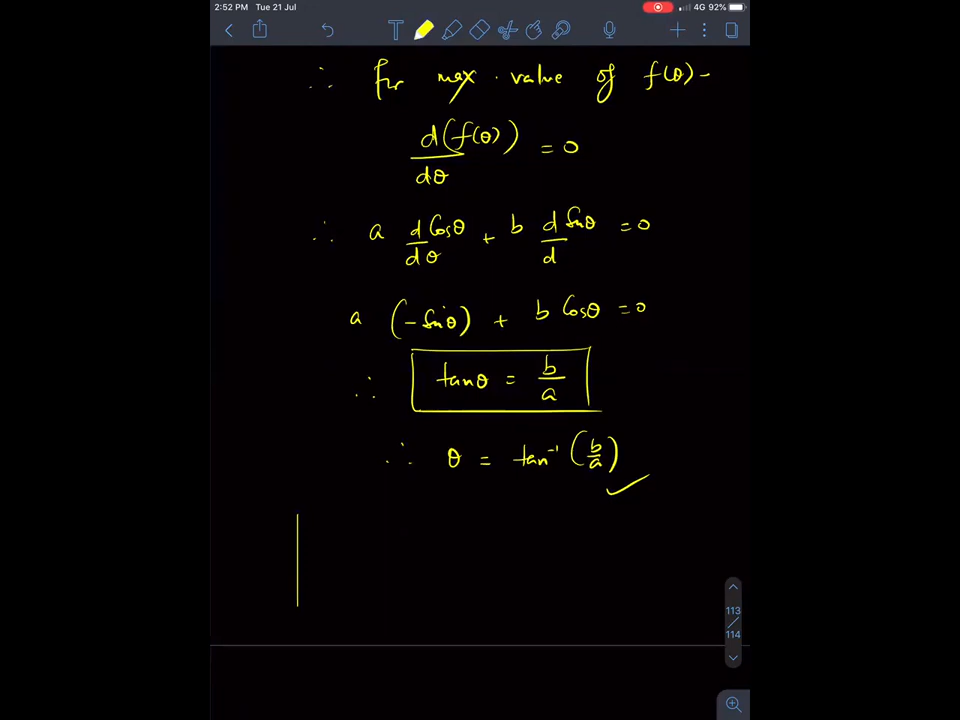 2:52 PM Tue 21 Jul 4G 92%
T
∴ for max. value of f(θ) -
d(f(θ))/dθ = 0
∴ a d Cosθ/dθ + b d Sinθ/d = 0
a (-Sinθ) + b Cosθ = 0
∴ tanθ = b/a
∴ θ = tan⁻¹ (b/a)
113
114